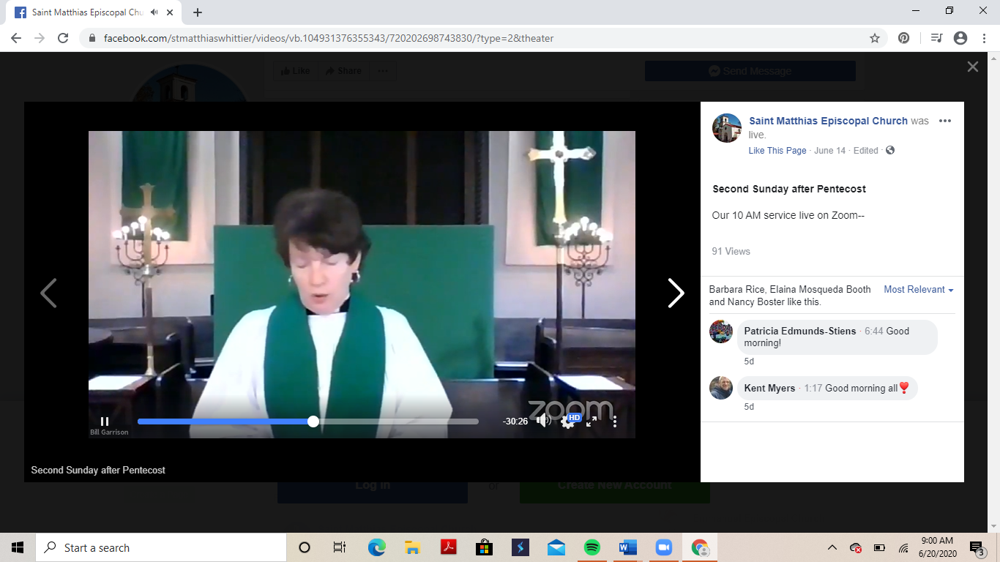 Saint Matthias Episcopal Chu
facebook.com/stmatthiaswhittier/videos/vb.104931376355343/720202698743830/?type=2&theater
Like
Share
Send Message
Saint Matthias Episcopal Church was
live.
Like This Page · June 14 · Edited ·
Second Sunday after Pentecost
Our 10 AM service live on Zoom--
91 Views
Barbara Rice, Elaina Mosqueda Booth
and Nancy Boster like this.
Most Relevant
Patricia Edmunds-Stiens · 6:44 Good
morning!
5d
Kent Myers · 1:17 Good morning all❣
5d
zoom
-30:26
HD
Bill Garrison
Second Sunday after Pentecost
Log In
or
Create New Account
Start a search
9:00 AM
6/20/2020
3